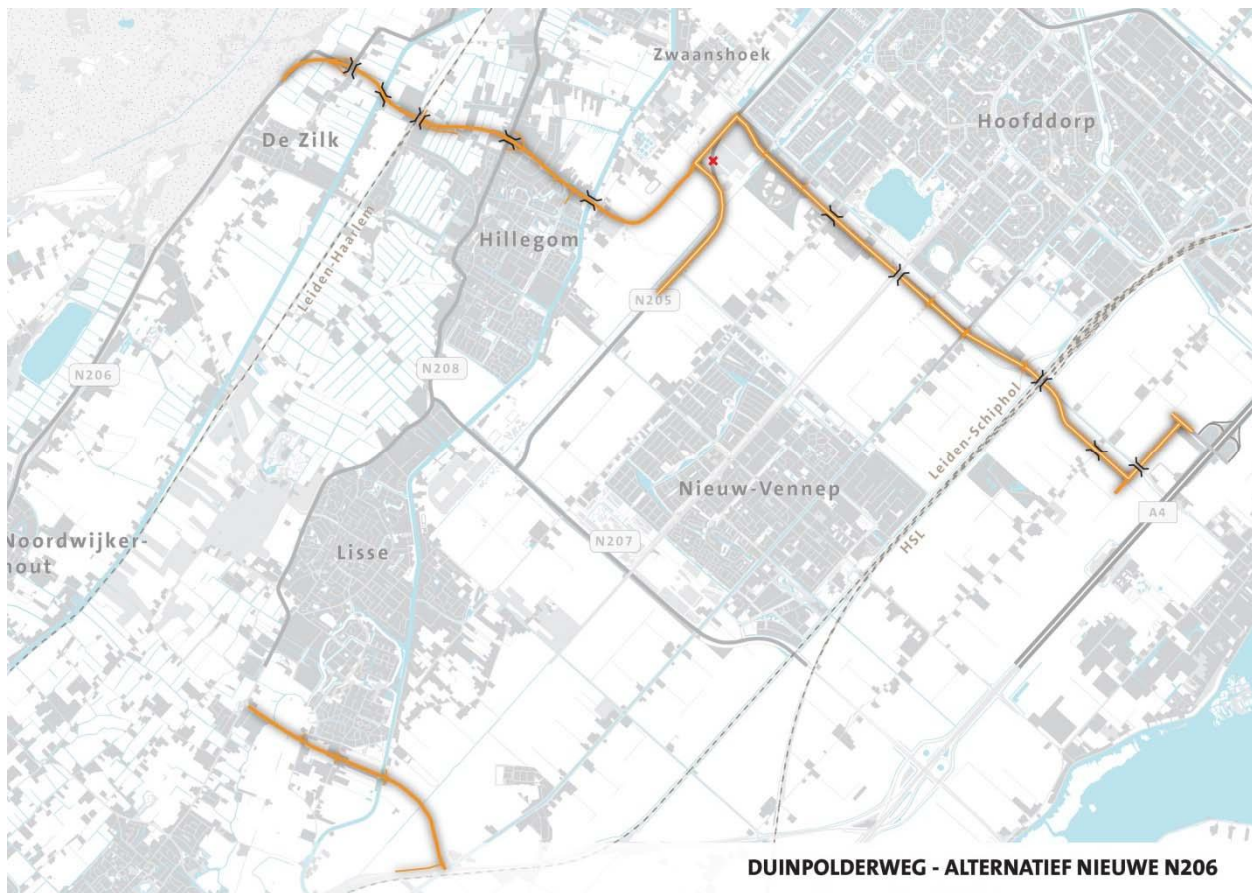 Zwaanshoek
Hoofddorp
De Zilk
Leiden-Haarlem
Hillegom
N205
N206
N208
Leiden-Schiphol
Nieuw-Vennep
A4
HSL
N207
Noordwijker-
hout
Lisse
DUINPOLDERWEG - ALTERNATIEF NIEUWE N206